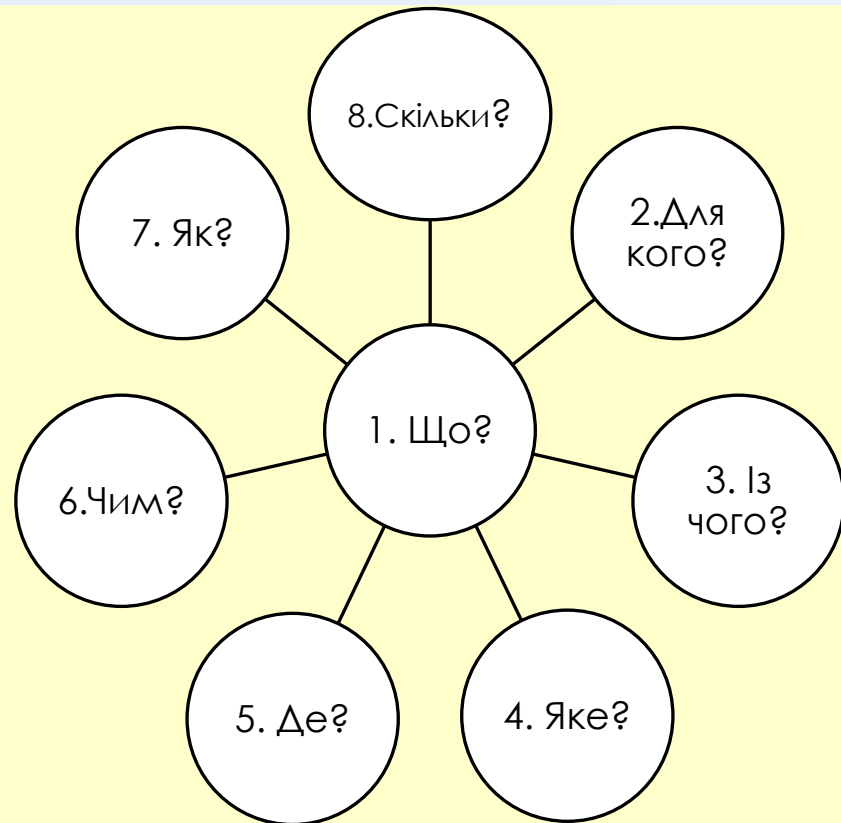 1. Що?
2.Для
кого?
3. Із
чого?
4. Яке?
5. Де?
6.Чим?
7. Як?
8.Скільки?